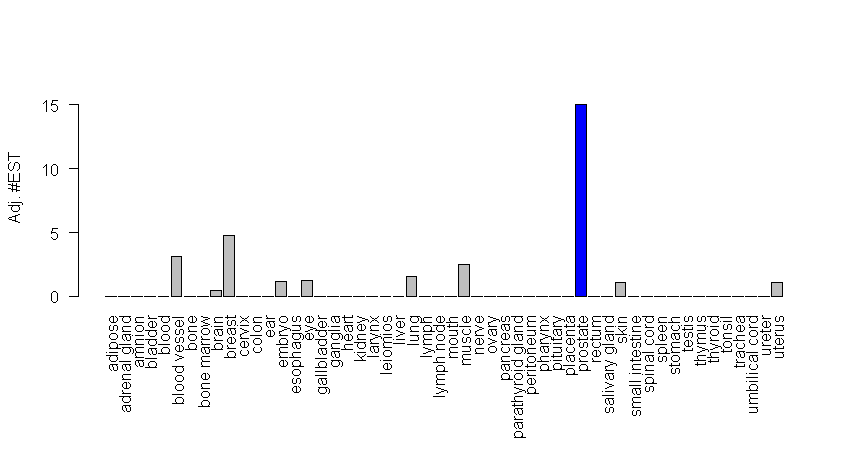 Adj. #EST
15
10
5
0
adipose
adrenal gland
amnion
bladder
blood
blood vessel
bone
bone marrow
brain
breast
cervix
colon
ear
embryo
esophagus
eye
gallbladder
ganglia
heart
kidney
larynx
leiomios
liver
lung
lymph
lymph node
mouth
muscle
nerve
ovary
pancreas
parathyroid gland
peritoneum
pharynx
pituitary
placenta
prostate
rectum
salivary gland
skin
small intestine
spinal cord
spleen
stomach
testis
thymus
thyroid
tonsil
trachea
umbilical cord
ureter
uterus